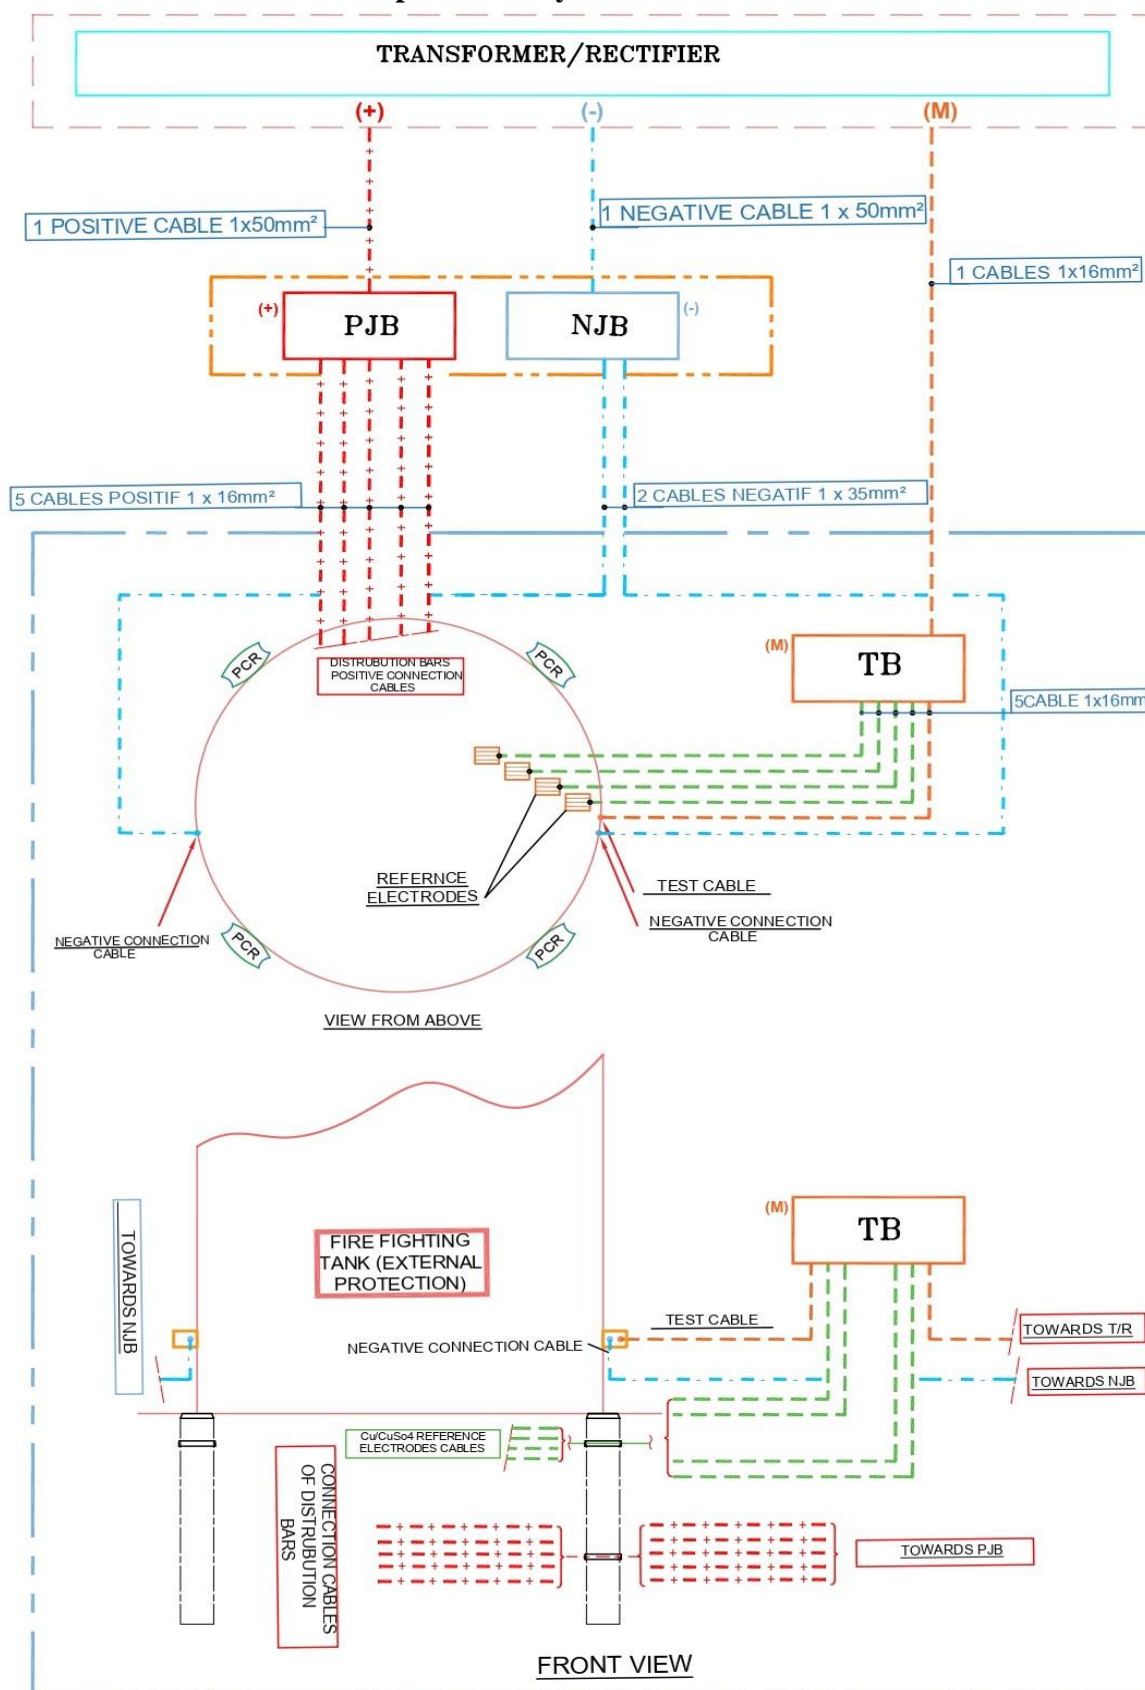 TRANSFORMER/RECTIFIER
(+)
(-)
(M)
1 POSITIVE CABLE 1x50mm²
1 NEGATIVE CABLE 1 x 50mm²
1 CABLES 1x16mm²
(+)
PJB
NJB
(-)
5 CABLES POSITIF 1 x 16mm²
2 CABLES NEGATIF 1 x 35mm²
PCR
PCR
(M)
TB
DISTRUBUTION BARS
POSITIVE CONNECTION
CABLES
5CABLE 1x16mm
REFERNCE
ELECTRODES
TEST CABLE
NEGATIVE CONNECTION
CABLE
NEGATIVE CONNECTION
CABLE
PCR
PCR
VIEW FROM ABOVE
(M)
TB
TOWARDS NJB
FIRE FIGHTING
TANK (EXTERNAL
PROTECTION)
TEST CABLE
TOWARDS T/R
NEGATIVE CONNECTION CABLE
TOWARDS NJB
Cu/CuSo4 REFERENCE
ELECTRODES CABLES
CONNECTION CABLES
OF DISTRUBUTION
BARS
TOWARDS PJB
FRONT VIEW